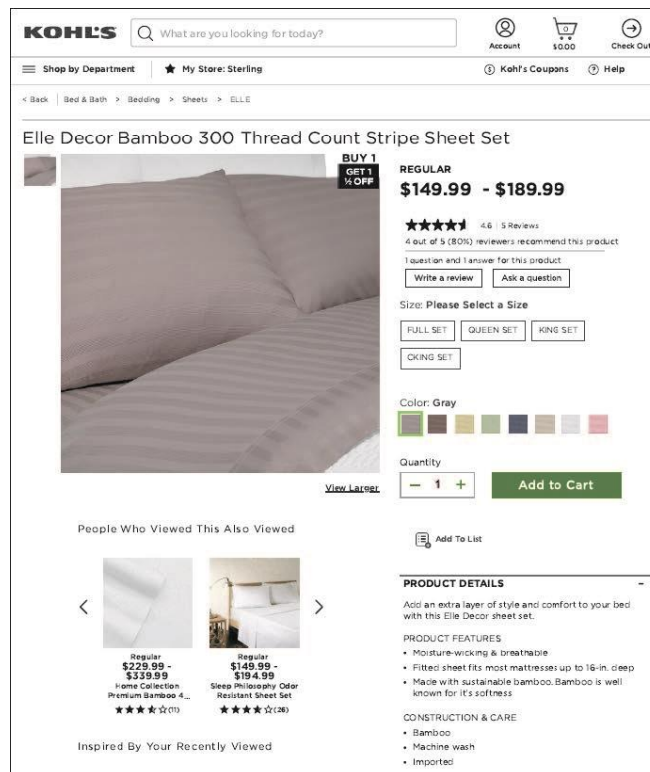 KOHL'S
What are you looking for today?
Account
0
$0.00
Check Out
Shop by Department
My Store: Sterling
Kohl's Coupons
Help
< Back
Bed & Bath > Bedding > Sheets > ELLE
Elle Decor Bamboo 300 Thread Count Stripe Sheet Set
BUY 1
GET 1
½ OFF
REGULAR
$149.99 - $189.99
4.6
5 Reviews
4 out of 5 (80%) reviewers recommend this product
1 question and 1 answer for this product
Write a review
Ask a question
Size: Please Select a Size
FULL SET
QUEEN SET
KING SET
CKING SET
Color: Gray
Quantity
− 1 +
Add to Cart
View Larger
Add To List
People Who Viewed This Also Viewed
Regular
$229.99 -
$339.99
Home Collection
Premium Bamboo 4...
(11)
Regular
$149.99 -
$194.99
Sleep Philosophy Odor
Resistant Sheet Set
(26)
Inspired By Your Recently Viewed
PRODUCT DETAILS
–
Add an extra layer of style and comfort to your bed
with this Elle Decor sheet set.
PRODUCT FEATURES
• Moisture-wicking & breathable
• Fitted sheet fits most mattresses up to 16-in. deep
• Made with sustainable bamboo. Bamboo is well
known for it's softness
CONSTRUCTION & CARE
• Bamboo
• Machine wash
• Imported